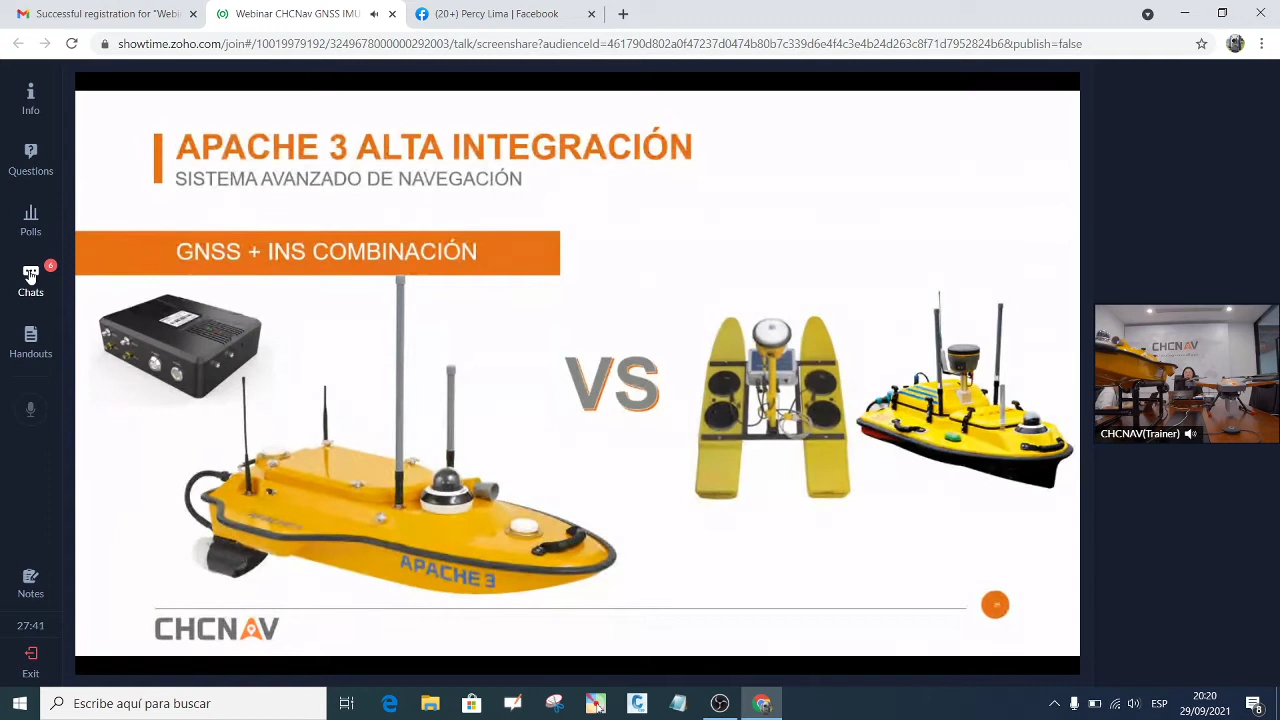 Successful registration for "Webi
Webinar CHCNav GNSS IMU
(20+) Percy Lima | Facebook
showtime.zoho.com/join#/10019979192/3249678000000292003/talk/screenshare?audienceId=461790d802a0f47237d0474b80b7c339d6e4f4c3e4b24d263c8f71d7952824b6&publish=false
Info
Questions
Polls
6
Chats
Handouts
Notes
27:41
Exit
APACHE 3 ALTA INTEGRACIÓN
SISTEMA AVANZADO DE NAVEGACIÓN
GNSS + INS COMBINACIÓN
VS
APACHE 3
CHCNAV
CHCNAV
CHCNAV(Trainer)
Escribe aquí para buscar
ESP
20:20
29/09/2021
8